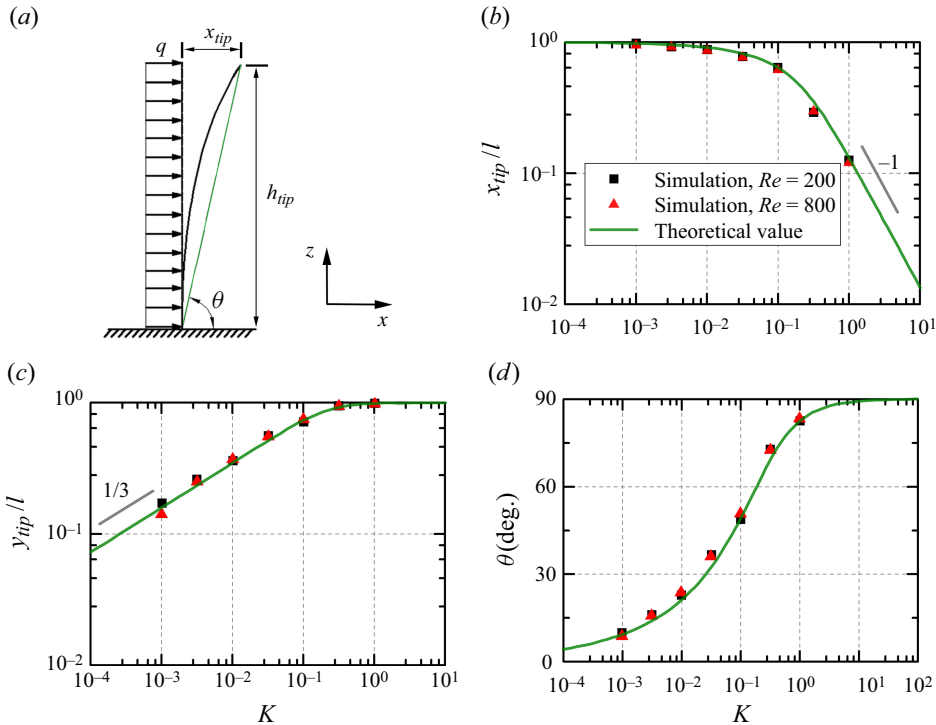 (a)
q
x_tip
h_tip
θ
z
x
(b)
10^0
10^-1
10^-2
x_tip/l
Simulation, Re = 200
Simulation, Re = 800
Theoretical value
–1
10^-4 10^-3 10^-2 10^-1 10^0 10^1
(c)
10^0
10^-1
10^-2
y_tip/l
1/3
10^-4 10^-3 10^-2 10^-1 10^0 10^1
K
(d)
90
60
30
0
θ(deg.)
10^-4 10^-3 10^-2 10^-1 10^0 10^1 10^2
K